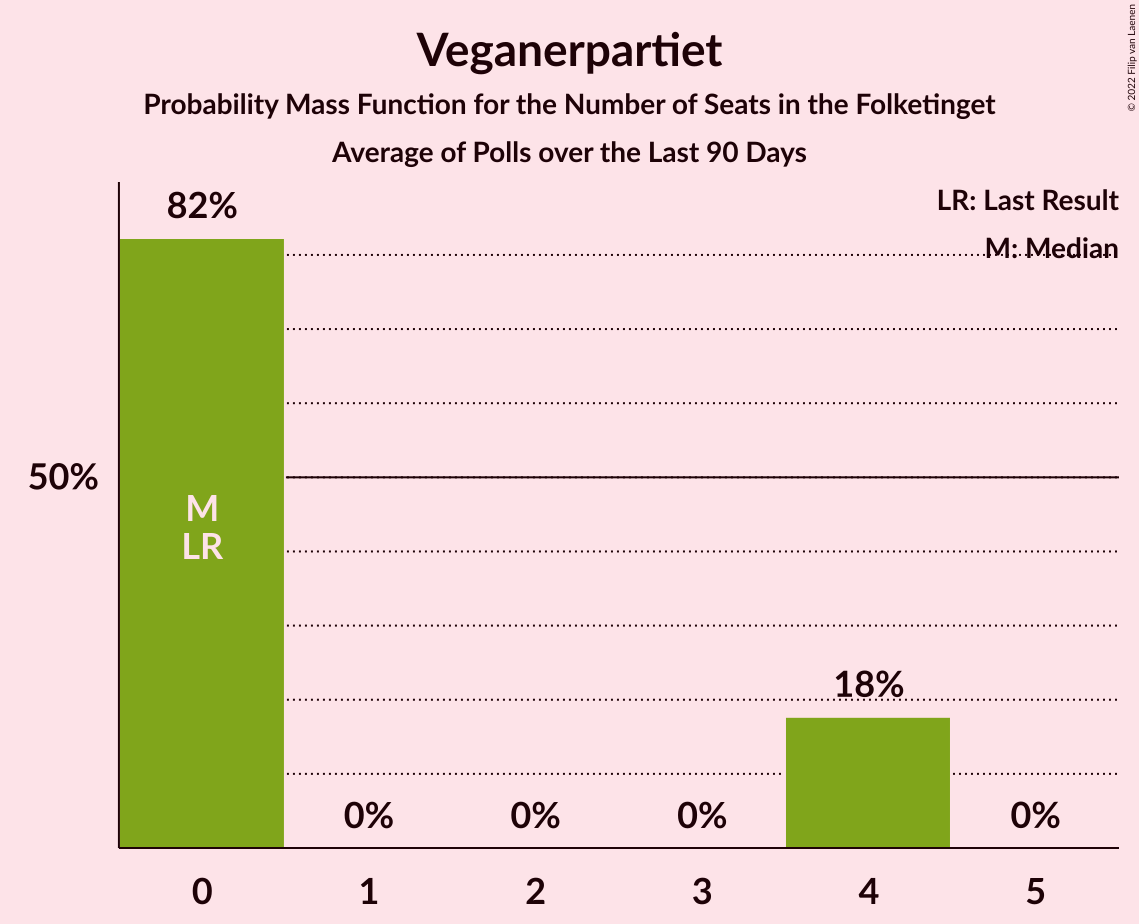 Veganerpartiet
Probability Mass Function for the Number of Seats in the Folketinget
Average of Polls over the Last 90 Days
© 2022 Filip van Laenen
LR: Last Result
M: Median
82%
50%
M
LR
18%
0%
0%
0%
0%
0
1
2
3
4
5